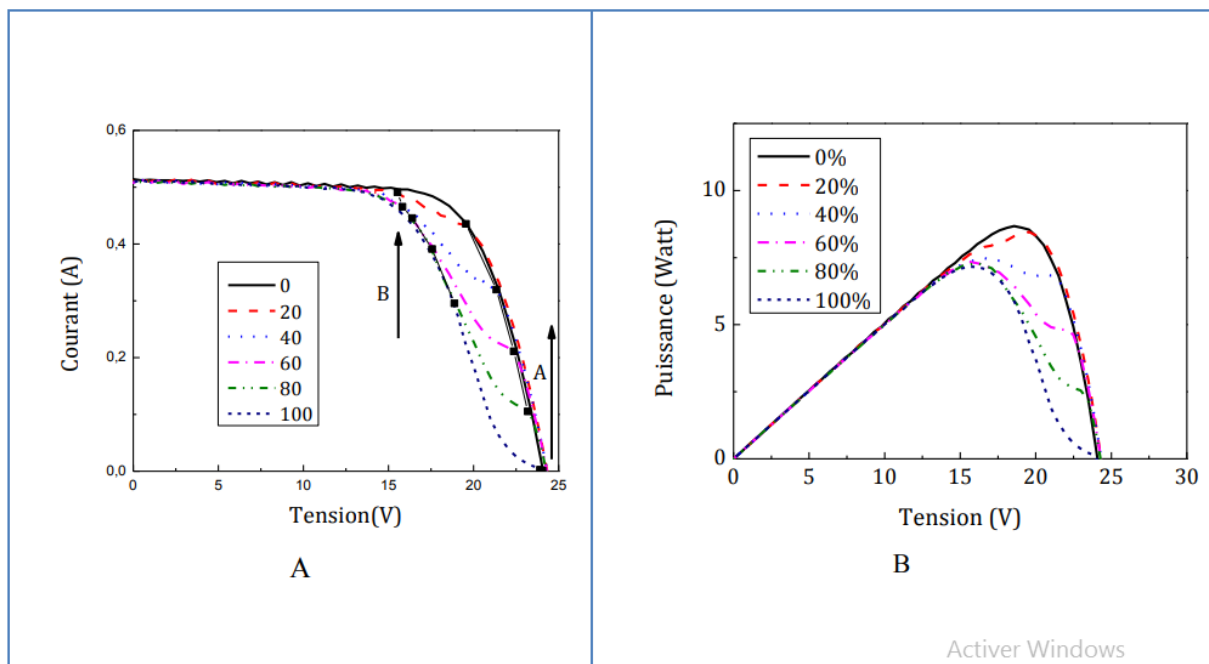 0,6
0,4
0,2
0,0
Courant (A)
0
20
40
60
80
100
B
A
0 5 10 15 20 25
Tension(V)
A
10
5
0
Puissance (Watt)
0%
20%
40%
60%
80%
100%
0 5 10 15 20 25 30
Tension (V)
B
Activer Windows